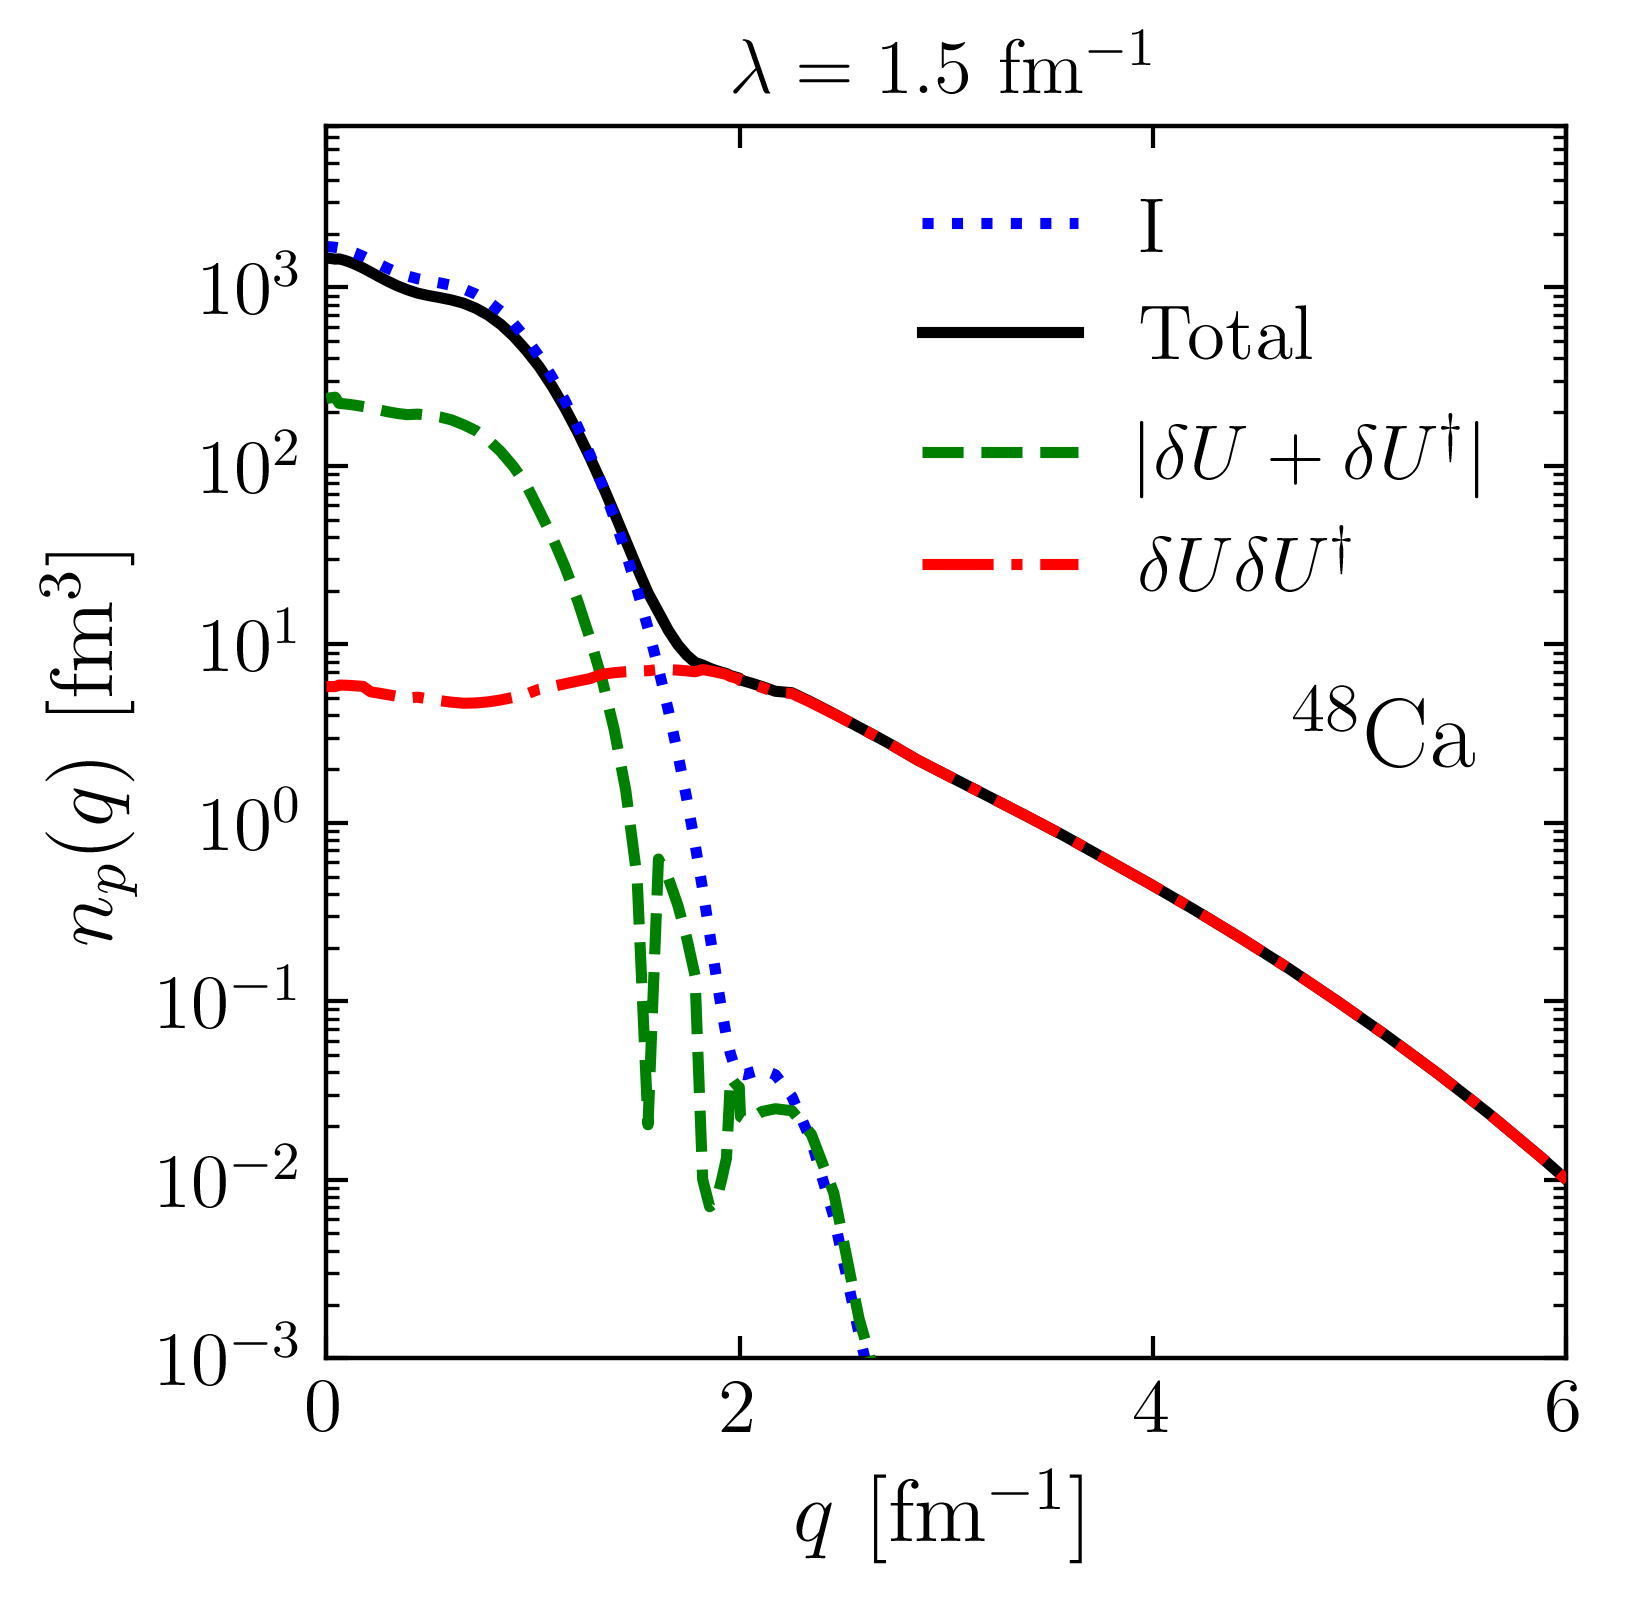 λ = 1.5 fm⁻¹
I
Total
|δU + δU†|
δUδU†
⁴⁸Ca
n_p(q) [fm³]
10³
10²
10¹
10⁰
10⁻¹
10⁻²
10⁻³
0 2 4 6
q [fm⁻¹]